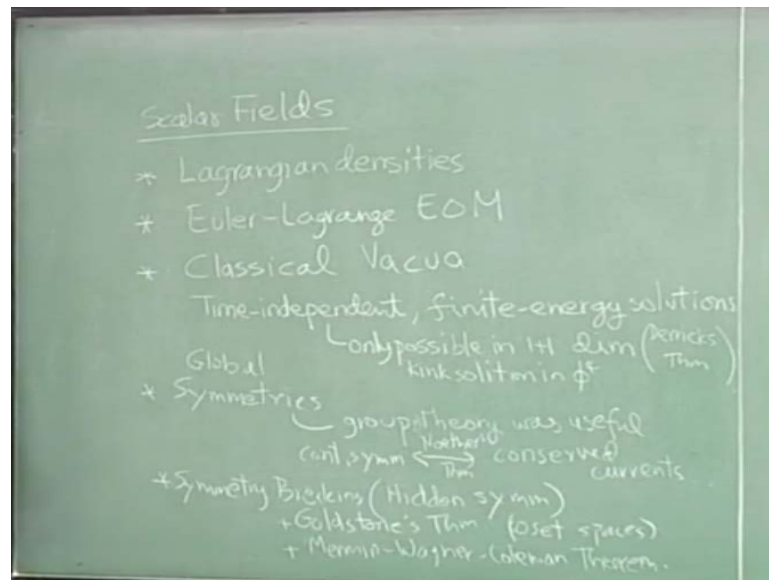 Scalar Fields
* Lagrangian densities
* Euler-Lagrange EOM
* Classical Vacua
Time-independent, finite-energy solutions
only possible in 1+1 dim (Derricks Thm)
kink soliton in φ⁴
Global
* Symmetries
group theory was useful
cont. symm ⟷ conserved currents
Noether's Thm
* Symmetry Breaking (Hidden symm)
+ Goldstone's Thm (Coset spaces)
+ Mermin-Wagner-Coleman Theorem.